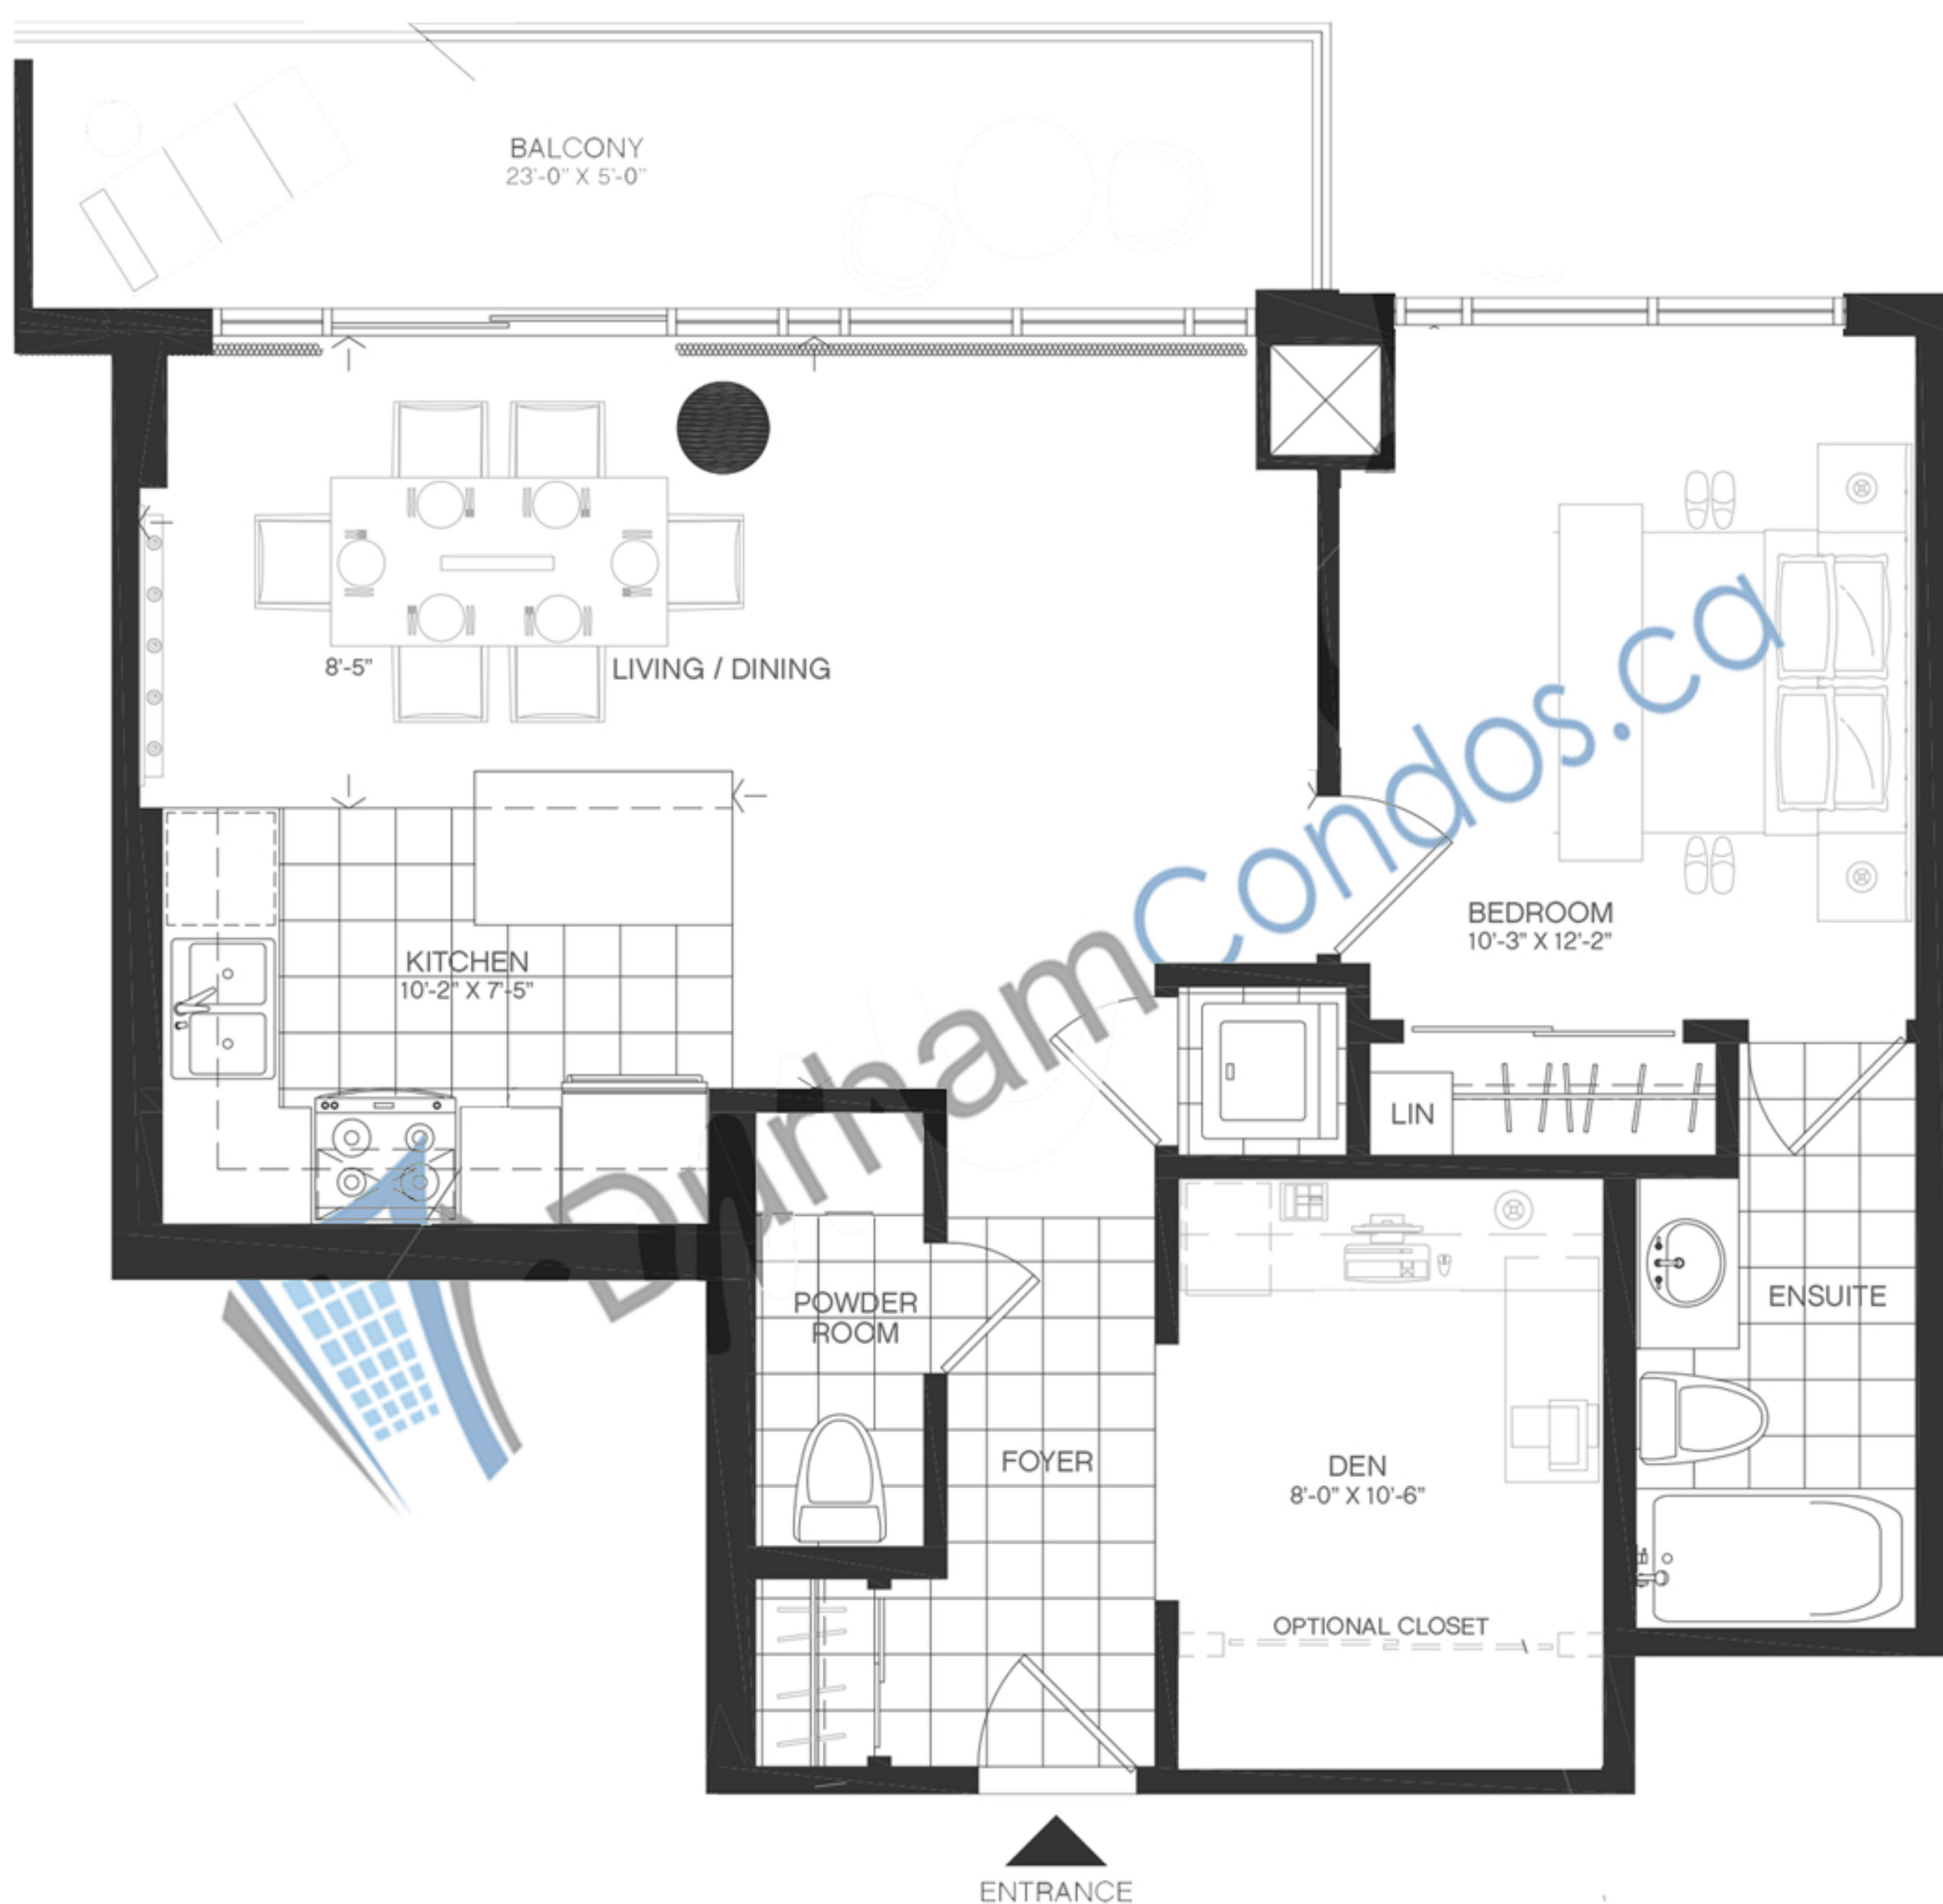 BALCONY
23'-0" X 5'-0"
8'-5"
LIVING / DINING
KITCHEN
10'-2" X 7'-5"
BEDROOM
10'-3" X 12'-2"
DurhamCondos.ca
LIN
POWDER
ROOM
ENSUITE
FOYER
DEN
8'-0" X 10'-6"
OPTIONAL CLOSET
ENTRANCE